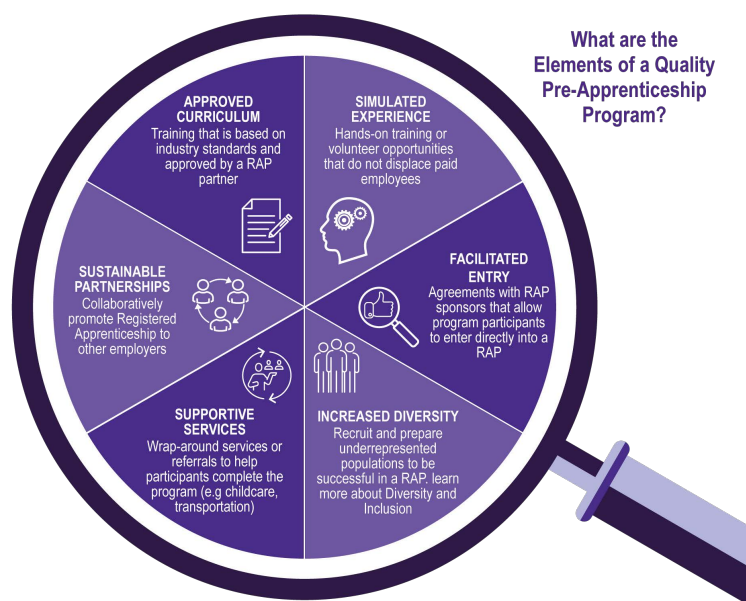 What are the
Elements of a Quality
Pre-Apprenticeship
Program?
APPROVED
CURRICULUM
Training that is based on
industry standards and
approved by a RAP
partner
SIMULATED
EXPERIENCE
Hands-on training or
volunteer opportunities
that do not displace paid
employees
FACILITATED
ENTRY
Agreements with RAP
sponsors that allow
program participants
to enter directly into a
RAP
INCREASED DIVERSITY
Recruit and prepare
underrepresented
populations to be
successful in a RAP. learn
more about Diversity and
Inclusion
SUPPORTIVE
SERVICES
Wrap-around services or
referrals to help
participants complete the
program (e.g childcare,
transportation)
SUSTAINABLE
PARTNERSHIPS
Collaboratively
promote Registered
Apprenticeship to
other employers